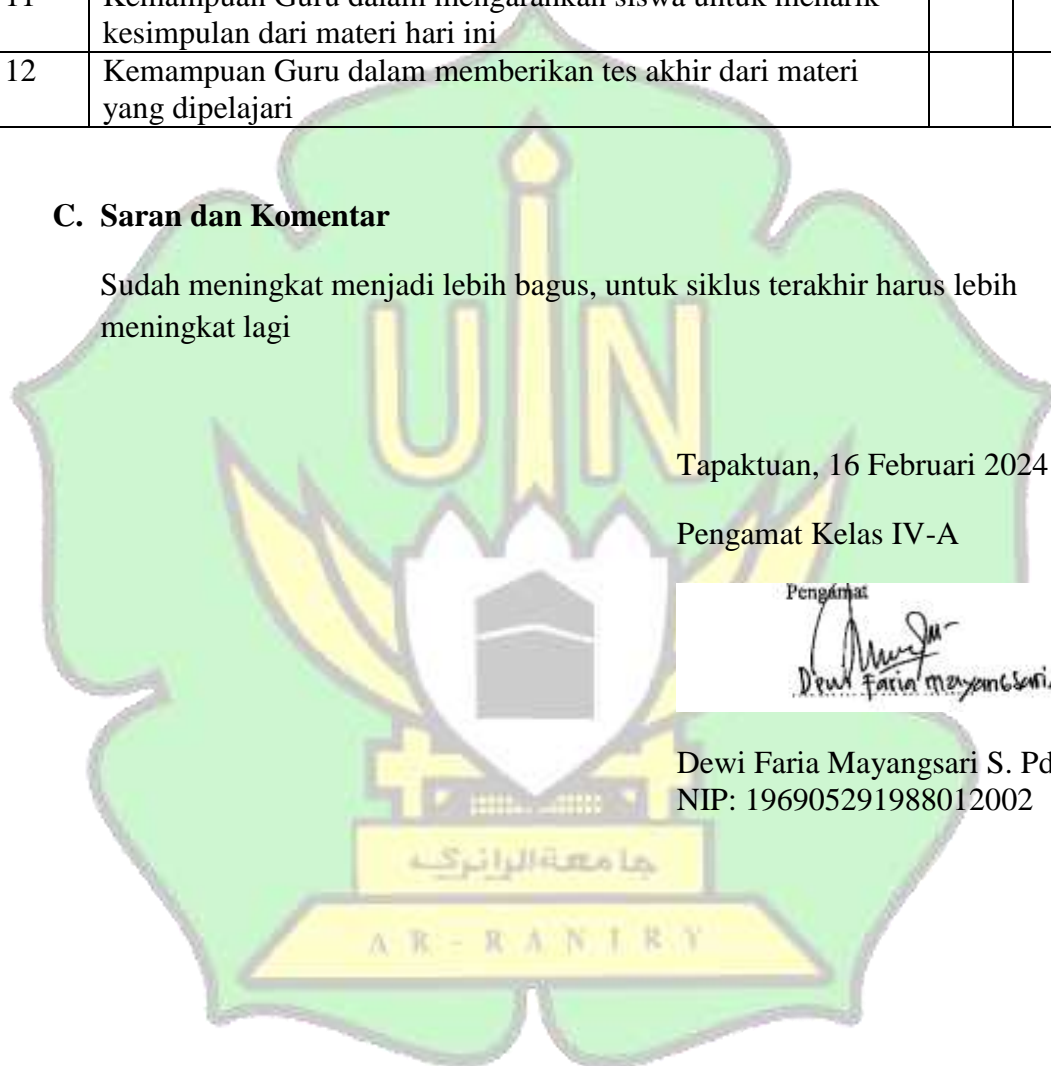 11 Kemampuan Guru dalam mengarahkan siswa untuk menarik
kesimpulan dari materi hari ini
12 Kemampuan Guru dalam memberikan tes akhir dari materi
yang dipelajari
C. Saran dan Komentar
Sudah meningkat menjadi lebih bagus, untuk siklus terakhir harus lebih
meningkat lagi
UIN
Tapaktuan, 16 Februari 2024
Pengamat Kelas IV-A
Pengamat
Dewi Faria mayangsari
Dewi Faria Mayangsari S. Pd
NIP: 196905291988012002
جامعة الرانيري
AR-RANIRY